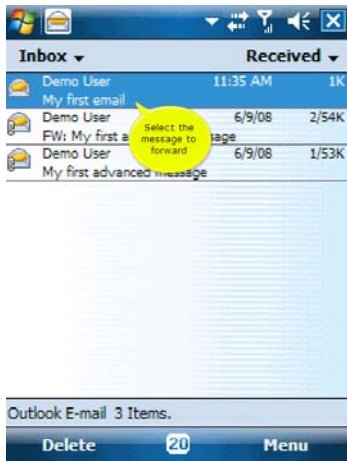 Inbox Received
Demo User 11:35 AM 1K
My first email
Select the
message to
forward
Demo User 6/9/08 2/54K
FW: My first a sage
Demo User 6/9/08 1/53K
My first advanced message
Outlook E-mail 3 Items.
Delete 20 Menu